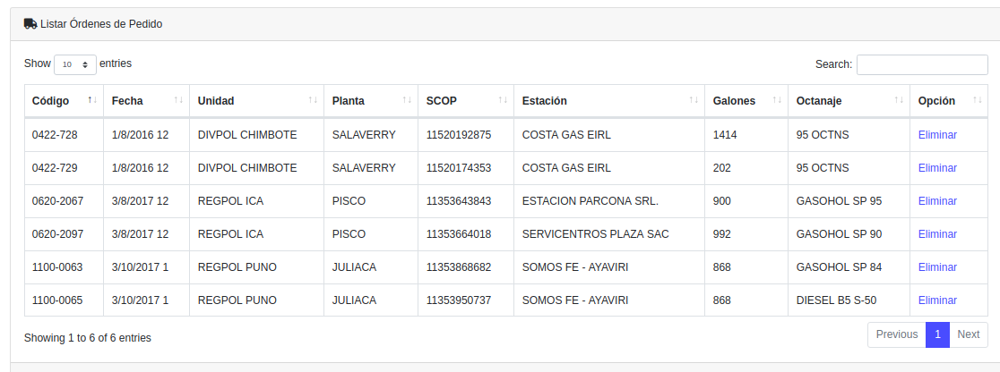 Listar Órdenes de Pedido
Show 10 entries Search:
Código Fecha Unidad Planta SCOP Estación Galones Octanaje Opción
0422-728 1/8/2016 12 DIVPOL CHIMBOTE SALAVERRY 11520192875 COSTA GAS EIRL 1414 95 OCTNS Eliminar
0422-729 1/8/2016 12 DIVPOL CHIMBOTE SALAVERRY 11520174353 COSTA GAS EIRL 202 95 OCTNS Eliminar
0620-2067 3/8/2017 12 REGPOL ICA PISCO 11353643843 ESTACION PARCONA SRL. 900 GASOHOL SP 95 Eliminar
0620-2097 3/8/2017 12 REGPOL ICA PISCO 11353664018 SERVICENTROS PLAZA SAC 992 GASOHOL SP 90 Eliminar
1100-0063 3/10/2017 1 REGPOL PUNO JULIACA 11353868682 SOMOS FE - AYAVIRI 868 GASOHOL SP 84 Eliminar
1100-0065 3/10/2017 1 REGPOL PUNO JULIACA 11353950737 SOMOS FE - AYAVIRI 868 DIESEL B5 S-50 Eliminar
Showing 1 to 6 of 6 entries Previous 1 Next